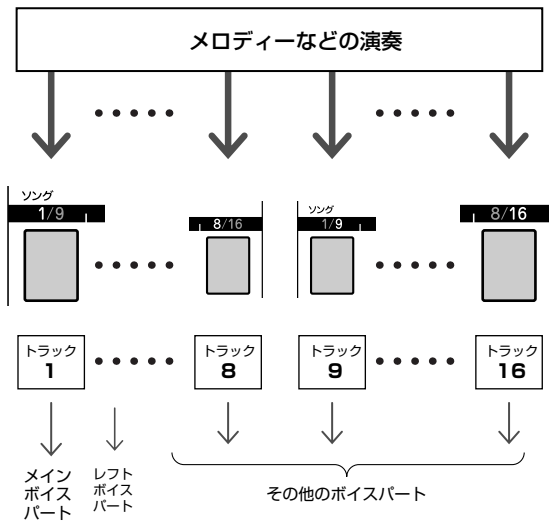 メロディーなどの演奏
ソング
1/9
8/16
ソング
1/9
8/16
トラック
1
トラック
8
トラック
9
トラック
16
メイン
ボイス
パート
レフト
ボイス
パート
その他のボイスパート